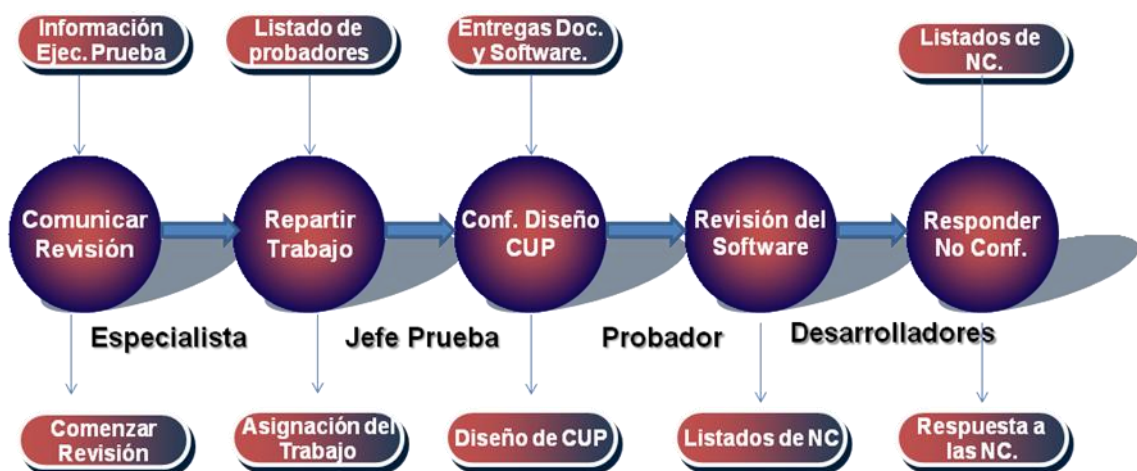 Información
Ejec. Prueba
Listado de
probadores
Entregas Doc.
y Software.
Listados de
NC.
Comunicar
Revisión
Repartir
Trabajo
Conf. Diseño
CUP
Revisión del
Software
Responder
No Conf.
Especialista
Jefe Prueba
Probador
Desarrolladores
Comenzar
Revisión
Asignación del
Trabajo
Diseño de CUP
Listados de NC
Respuesta a
las NC.